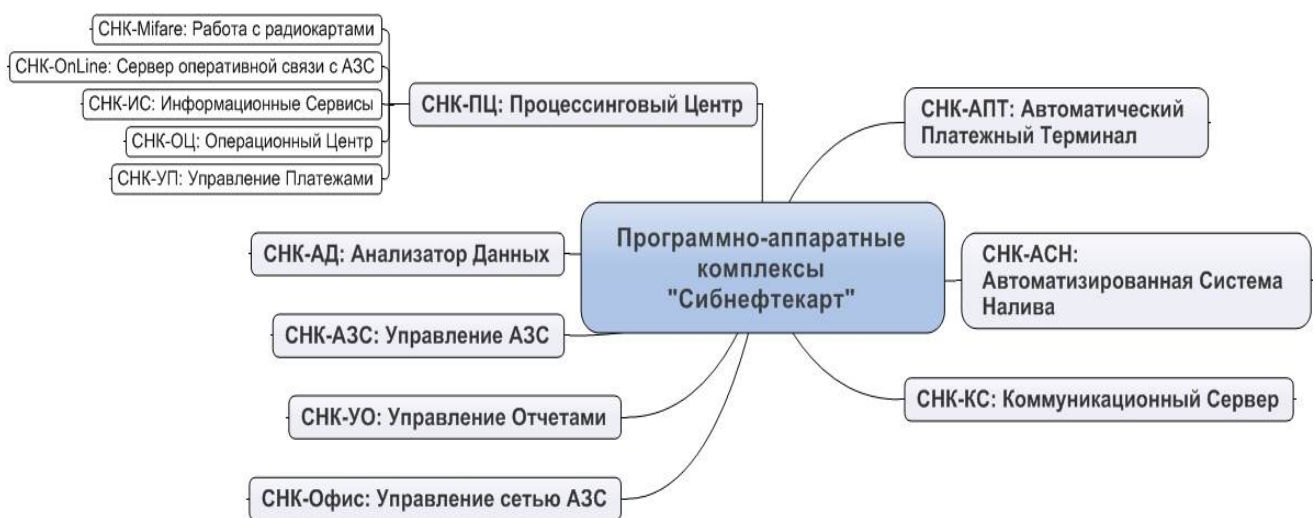 СНК-Mifare: Работа с радиокартами
СНК-OnLine: Сервер оперативной связи с АЗС
СНК-ИС: Информационные Сервисы
СНК-ОЦ: Операционный Центр
СНК-УП: Управление Платежами
СНК-ПЦ: Процессинговый Центр
СНК-АПТ: Автоматический
Платежный Терминал
Программно-аппаратные
комплексы
"Сибнефтекарт"
СНК-АД: Анализатор Данных
СНК-АСН:
Автоматизированная Система
Налива
СНК-АЗС: Управление АЗС
СНК-КС: Коммуникационный Сервер
СНК-УО: Управление Отчетами
СНК-Офис: Управление сетью АЗС